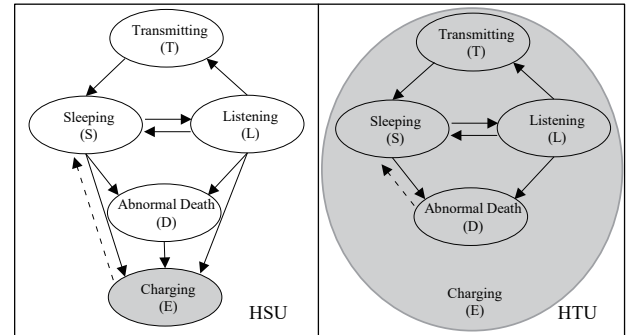 Transmitting
(T)
Sleeping
(S)
Listening
(L)
Abnormal Death
(D)
Charging
(E)
HSU
Transmitting
(T)
Sleeping
(S)
Listening
(L)
Abnormal Death
(D)
Charging
(E)
HTU